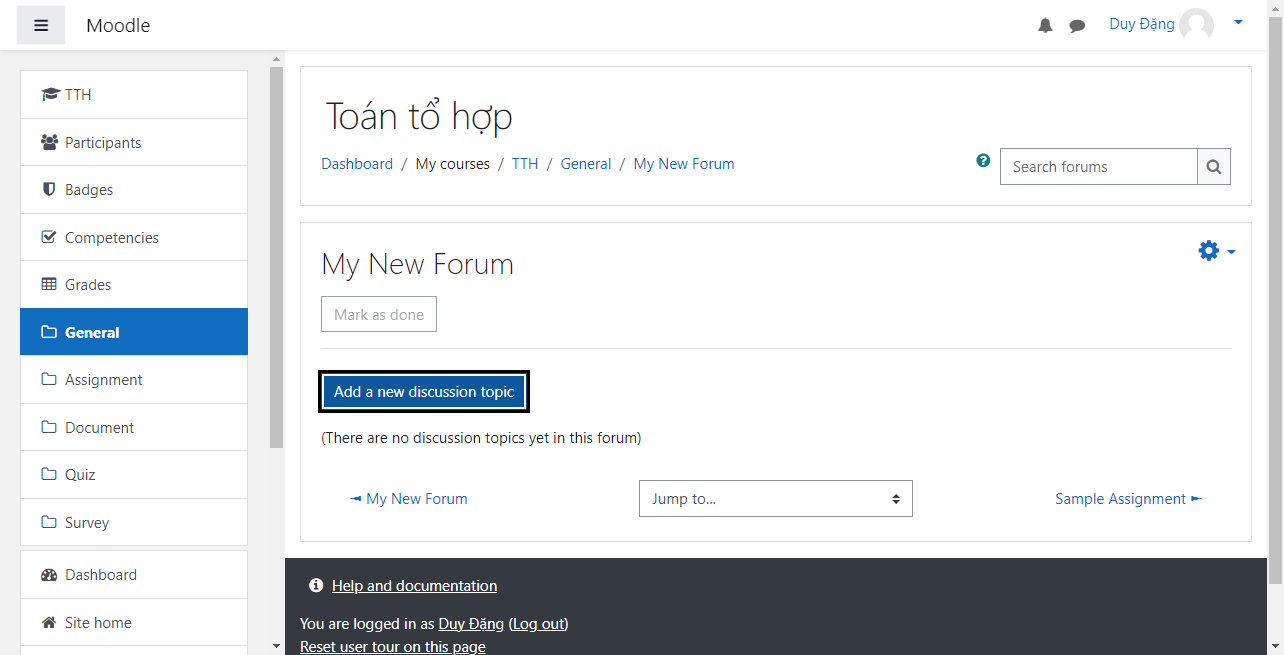 Moodle
Duy Đặng
TTH
Participants
Badges
Competencies
Grades
General
Assignment
Document
Quiz
Survey
Dashboard
Site home
Toán tổ hợp
Dashboard / My courses / TTH / General / My New Forum
Search forums
My New Forum
Mark as done
Add a new discussion topic
(There are no discussion topics yet in this forum)
◄ My New Forum
Jump to...
Sample Assignment ►
Help and documentation
You are logged in as Duy Đặng (Log out)
Reset user tour on this page